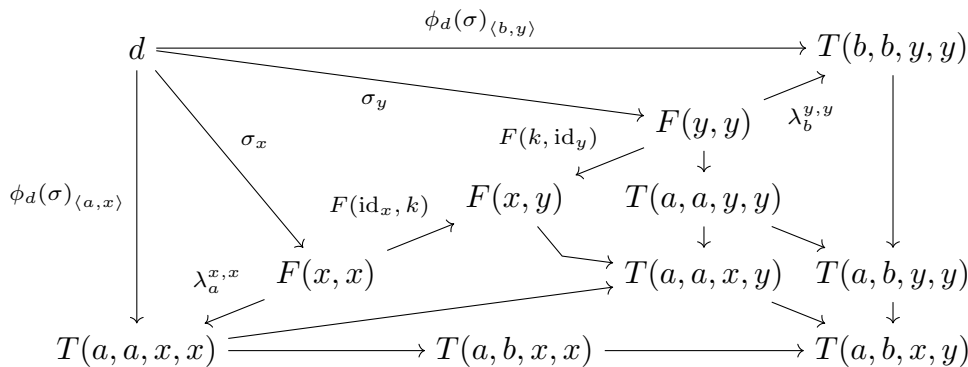 ϕ_d(σ)_⟨b,y⟩
d T(b, b, y, y)
σ_y
F(y, y) λ_b^{y,y}
F(k, id_y)
σ_x
ϕ_d(σ)_⟨a,x⟩ F(id_x, k) F(x, y) T(a, a, y, y)
λ_a^{x,x} F(x, x) T(a, a, x, y) T(a, b, y, y)
T(a, a, x, x) T(a, b, x, x) T(a, b, x, y)